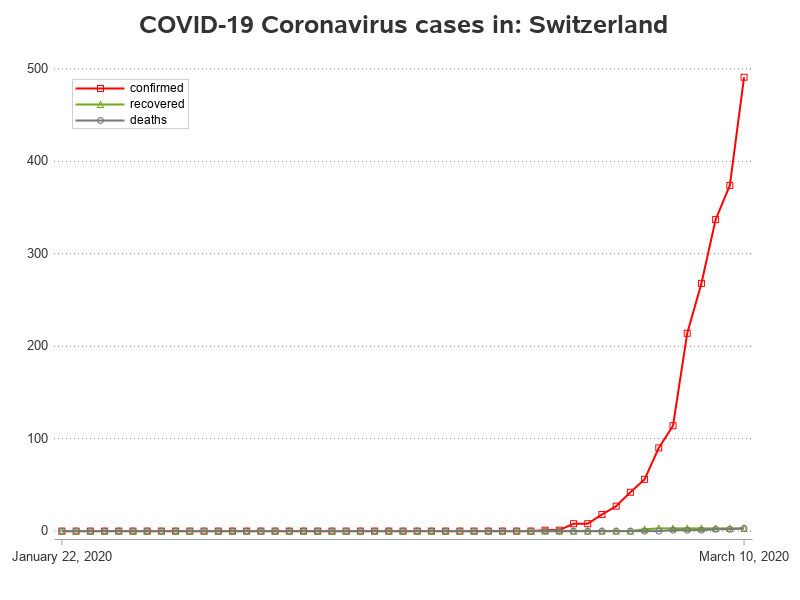 COVID-19 Coronavirus cases in: Switzerland
500
confirmed
recovered
deaths
400
300
200
100
0
January 22, 2020
March 10, 2020